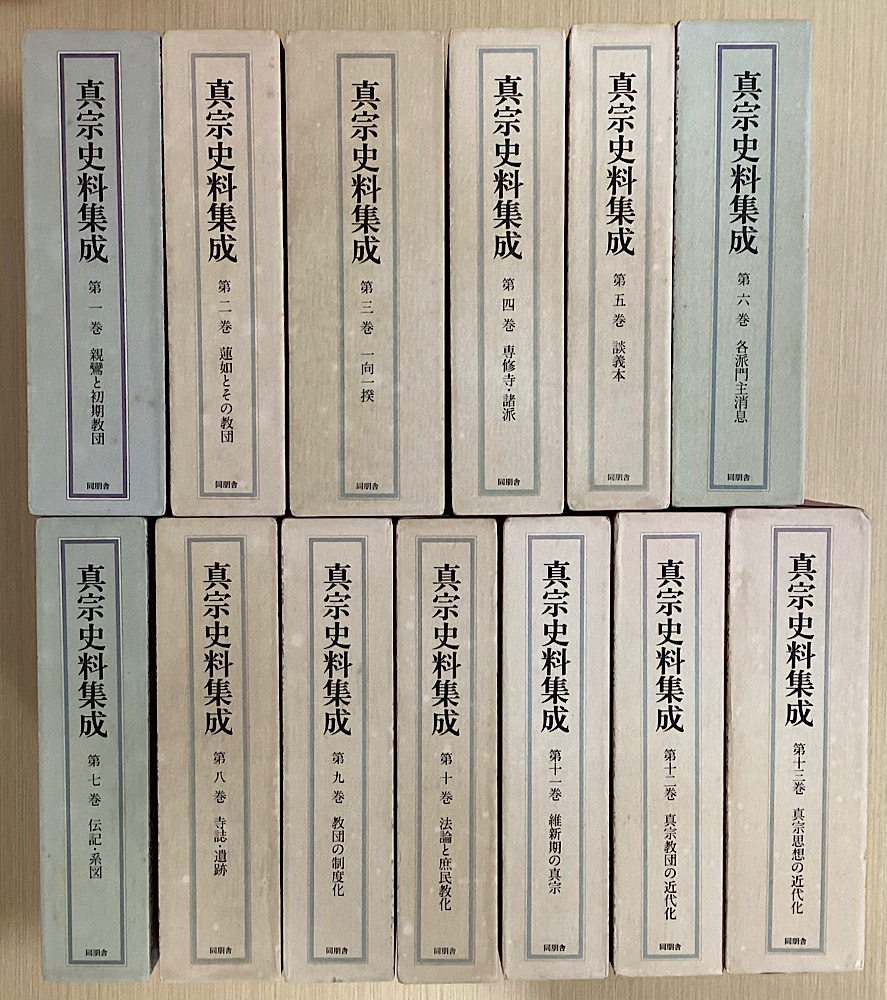 真宗史料集成
第一巻 親鸞と初期教団
同朋舎
真宗史料集成
第二巻 蓮如とその教団
同朋舎
真宗史料集成
第三巻 一向一揆
同朋舎
真宗史料集成
第四巻 専修寺・諸派
同朋舎
真宗史料集成
第五巻 談義本
同朋舎
真宗史料集成
第六巻 各派門主消息
同朋舎
真宗史料集成
第七巻 伝記・系図
同朋舎
真宗史料集成
第八巻 寺誌・遺跡
同朋舎
真宗史料集成
第九巻 教団の制度化
同朋舎
真宗史料集成
第十巻 法論と庶民教化
同朋舎
真宗史料集成
第十一巻 維新期の真宗
同朋舎
真宗史料集成
第十二巻 真宗教団の近代化
同朋舎
真宗史料集成
第十三巻 真宗思想の近代化
同朋舎